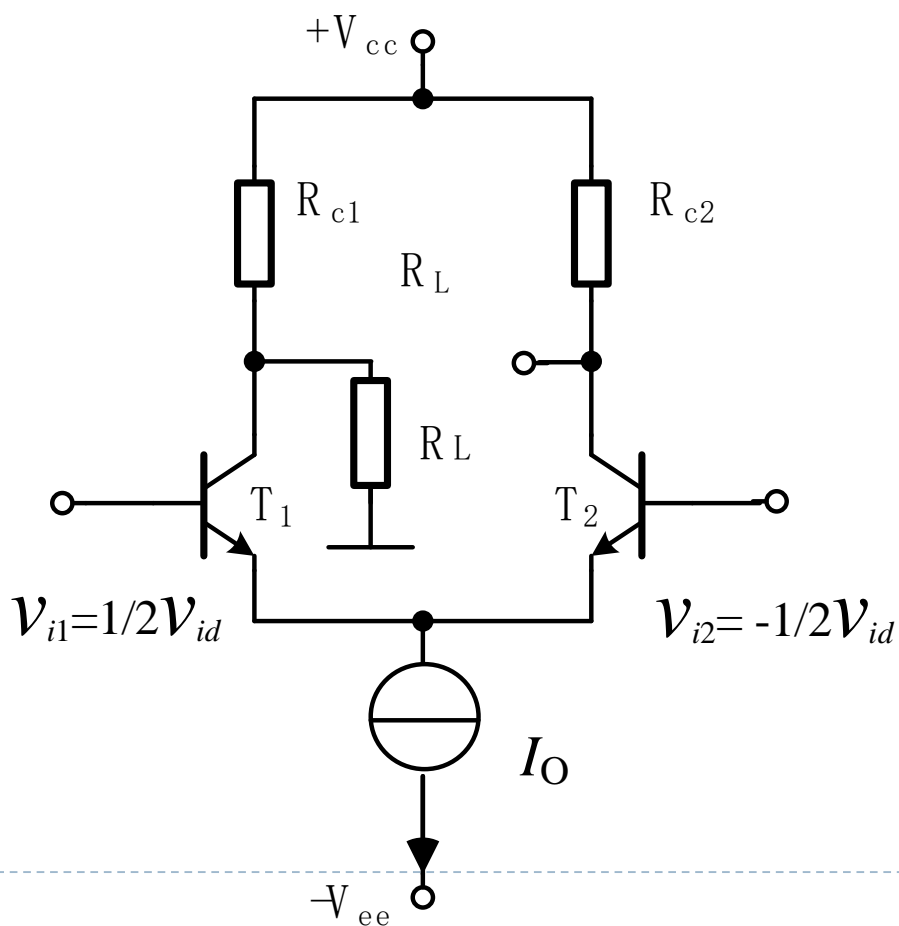 +Vcc
Rc1
Rc2
RL
RL
T1
T2
vi1=1/2vid
vi2= -1/2vid
IO
-Vee